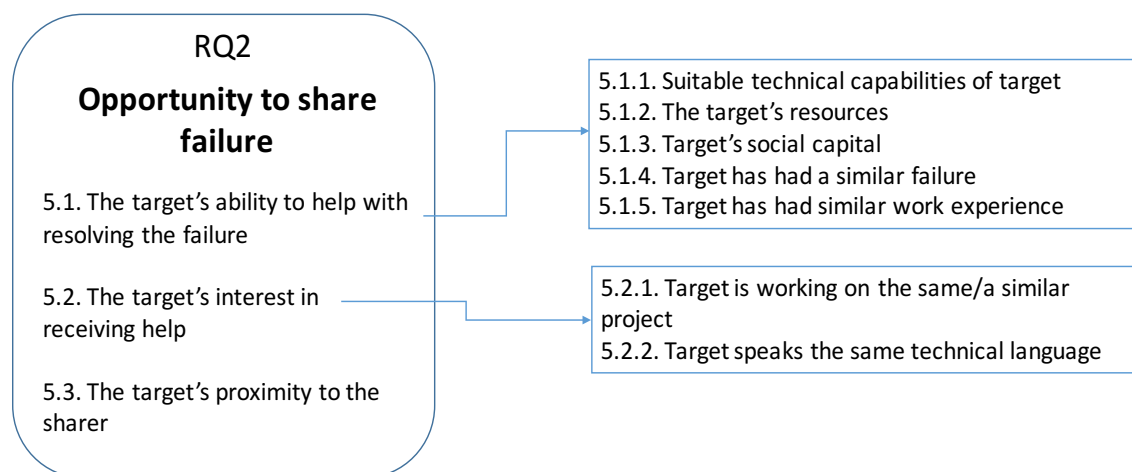 RQ2
Opportunity to share
failure
5.1. The target's ability to help with
resolving the failure
5.2. The target's interest in
receiving help
5.3. The target's proximity to the
sharer
5.1.1. Suitable technical capabilities of target
5.1.2. The target's resources
5.1.3. Target's social capital
5.1.4. Target has had a similar failure
5.1.5. Target has had similar work experience
5.2.1. Target is working on the same/a similar
project
5.2.2. Target speaks the same technical language